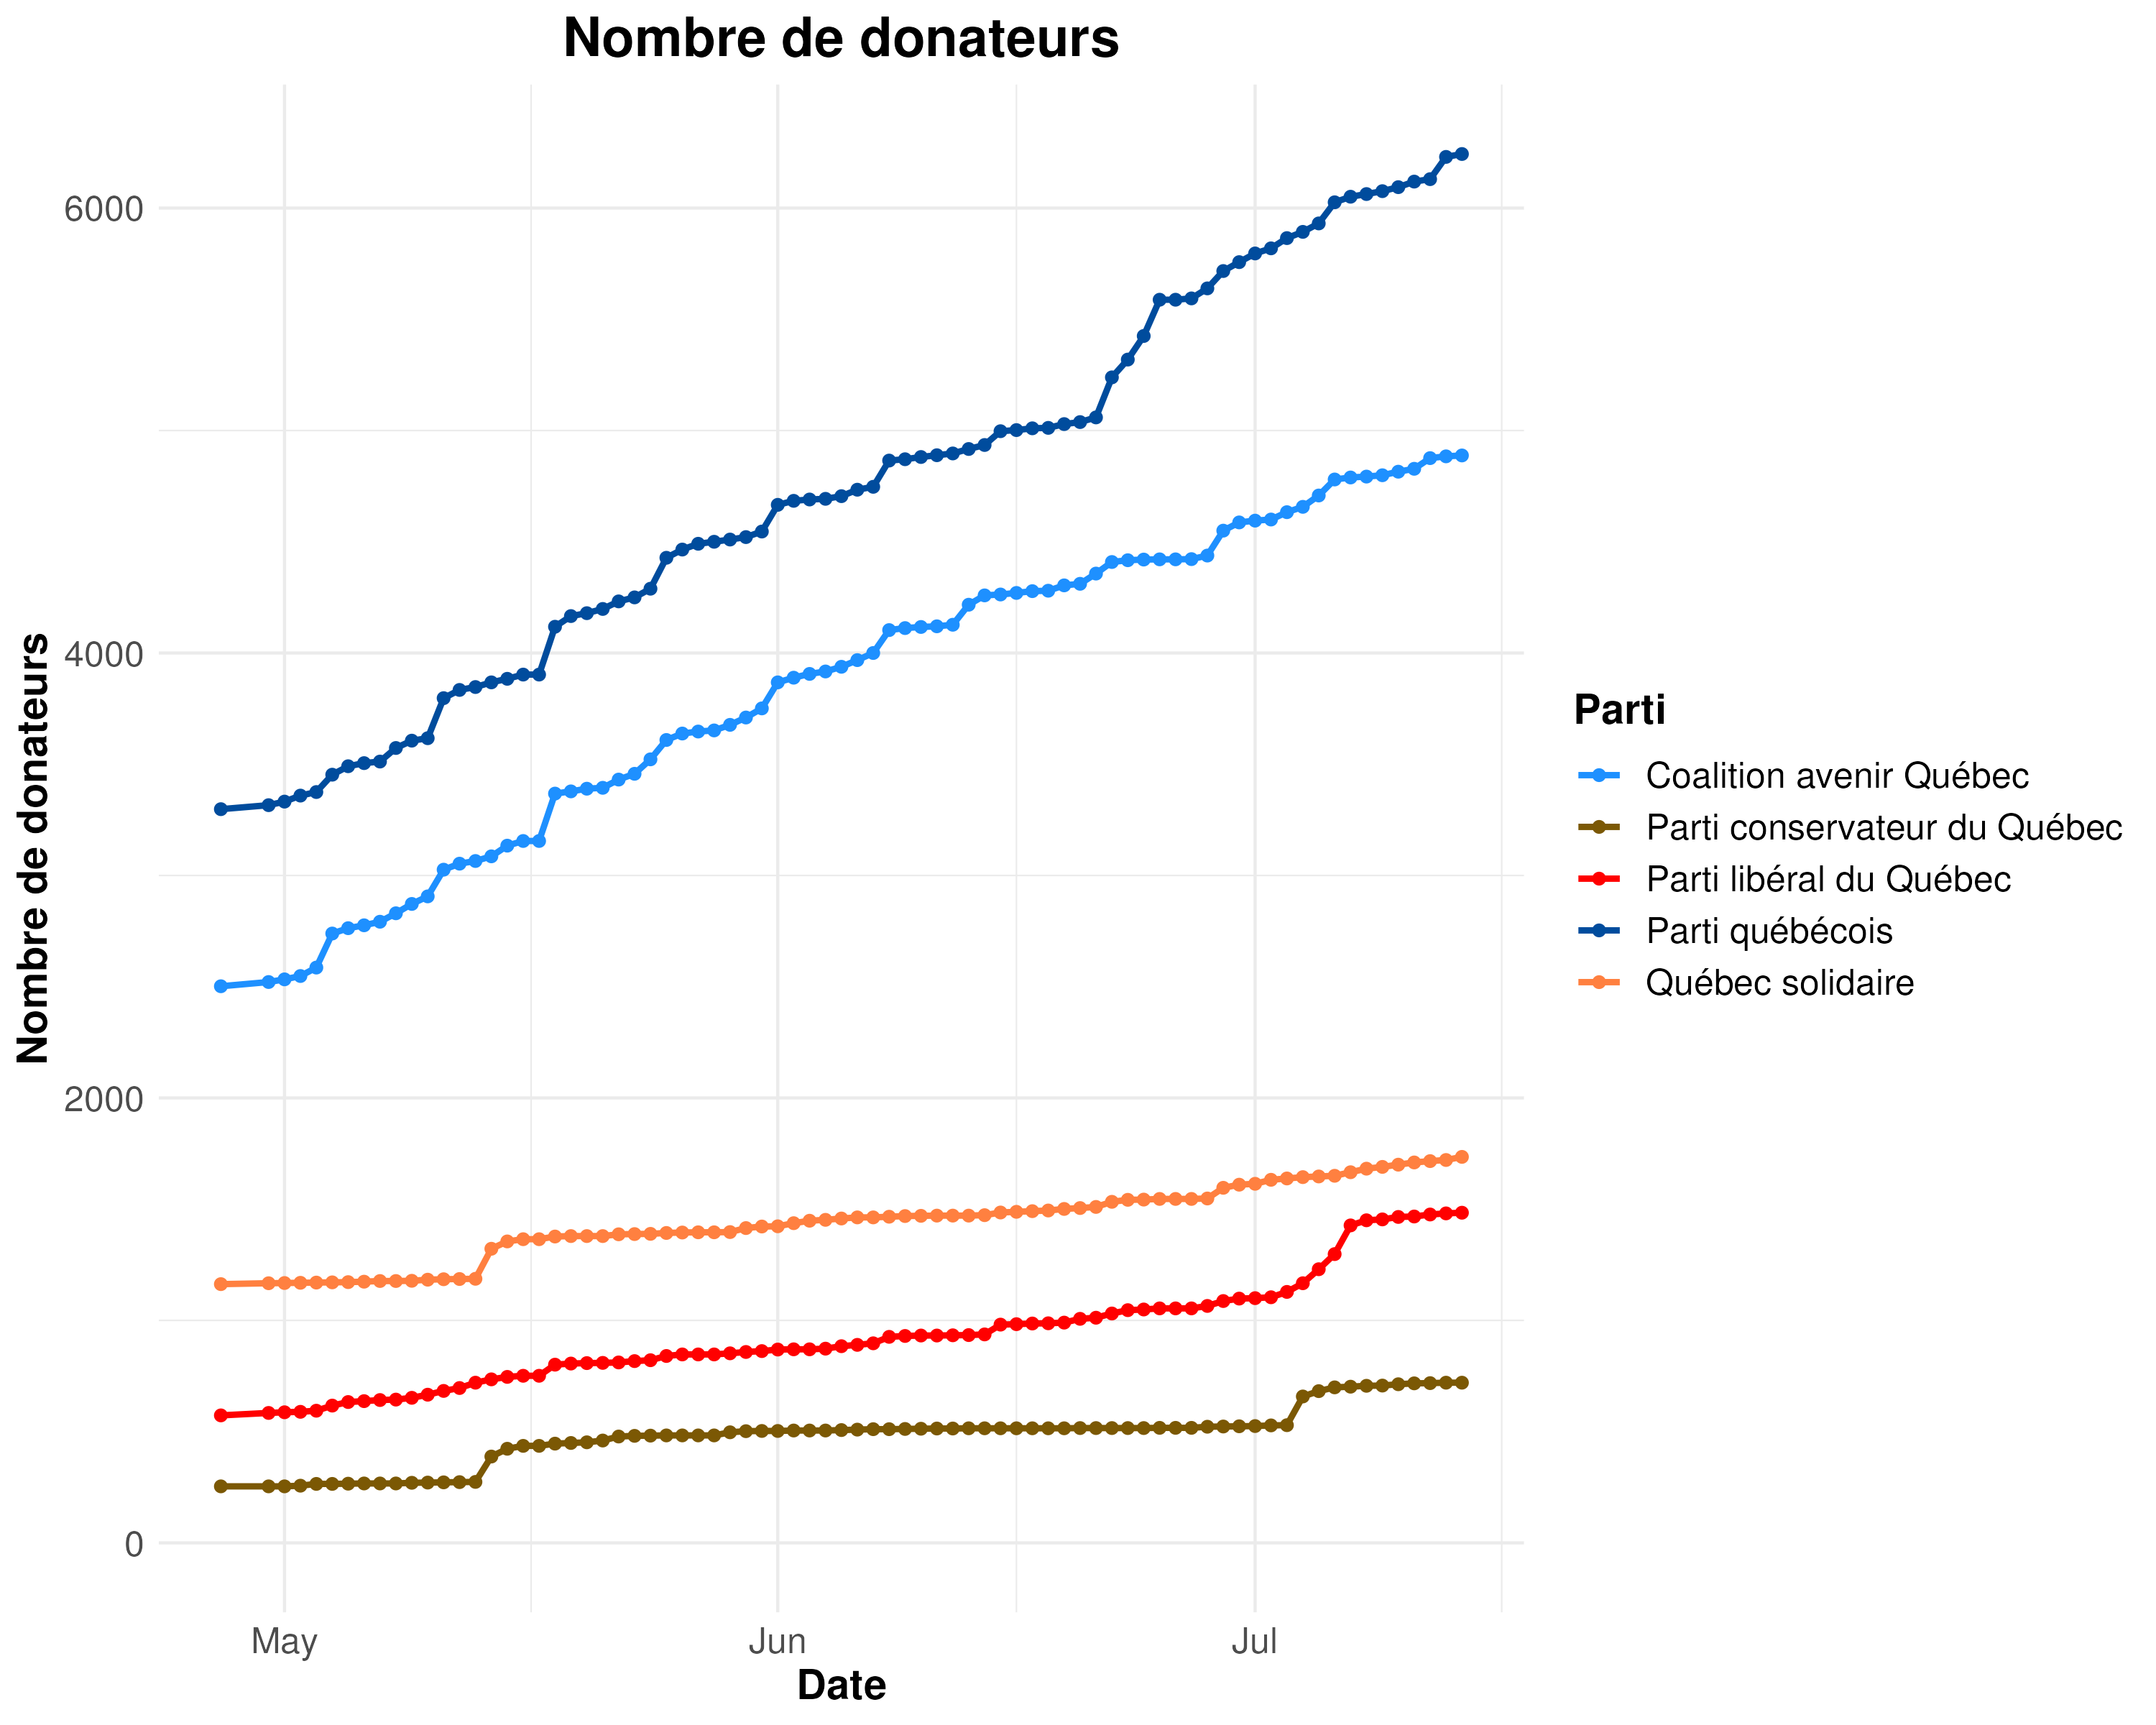 Nombre de donateurs
Nombre de donateurs
6000
4000
2000
0
May
Jun
Jul
Date
Parti
Coalition avenir Québec
Parti conservateur du Québec
Parti libéral du Québec
Parti québécois
Québec solidaire